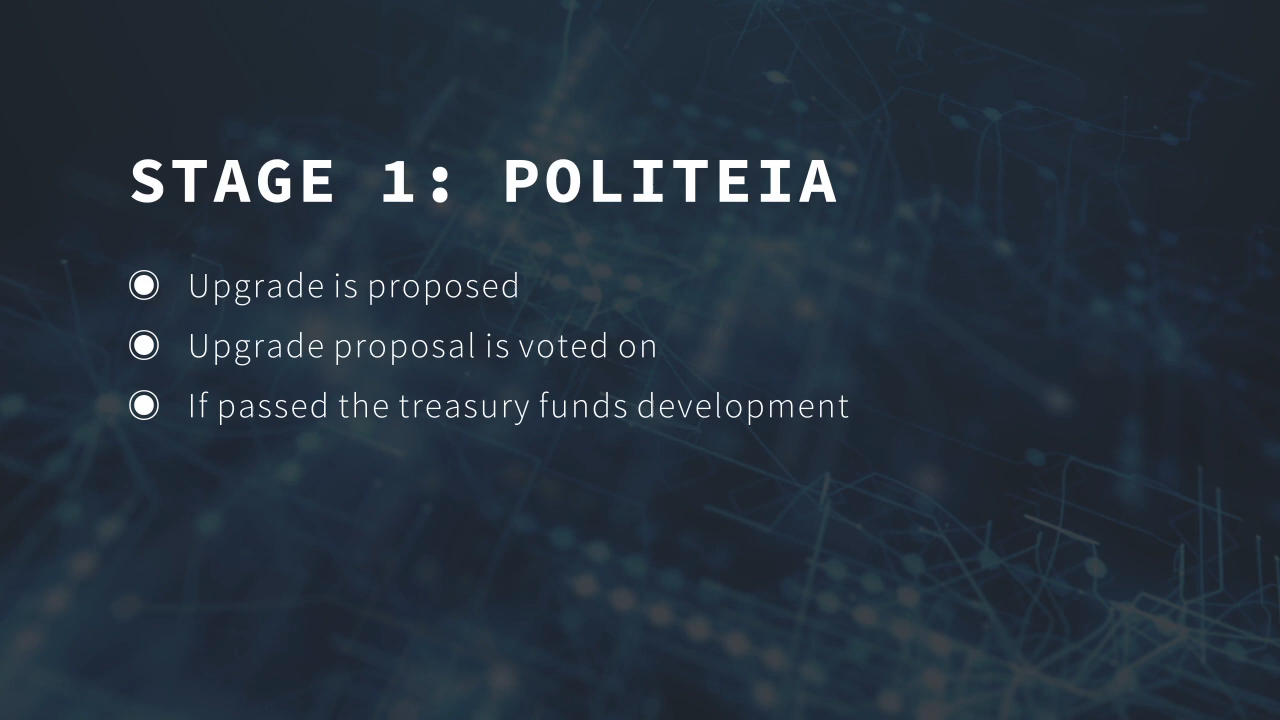 STAGE 1: POLITEIA
Upgrade is proposed
Upgrade proposal is voted on
If passed the treasury funds development